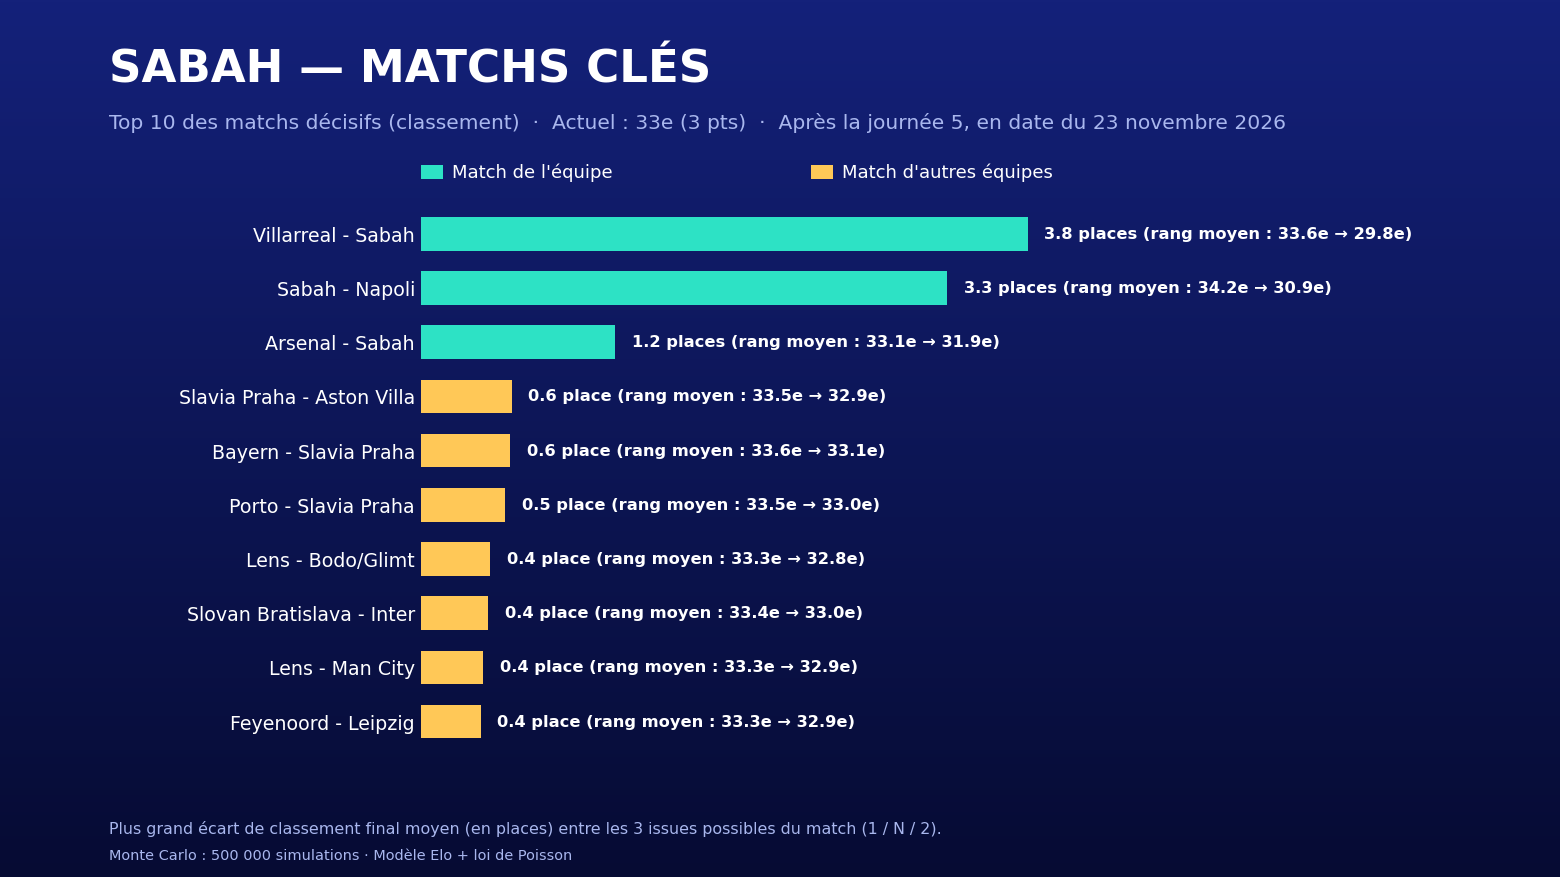 SABAH — MATCHS CLÉS
Top 10 des matchs décisifs (classement) · Actuel : 33e (3 pts) · Après la journée 5, en date du 23 novembre 2026
Match de l'équipe
Match d'autres équipes
Villarreal - Sabah
3.8 places (rang moyen : 33.6e → 29.8e)
Sabah - Napoli
3.3 places (rang moyen : 34.2e → 30.9e)
Arsenal - Sabah
1.2 places (rang moyen : 33.1e → 31.9e)
Slavia Praha - Aston Villa
0.6 place (rang moyen : 33.5e → 32.9e)
Bayern - Slavia Praha
0.6 place (rang moyen : 33.6e → 33.1e)
Porto - Slavia Praha
0.5 place (rang moyen : 33.5e → 33.0e)
Lens - Bodo/Glimt
0.4 place (rang moyen : 33.3e → 32.8e)
Slovan Bratislava - Inter
0.4 place (rang moyen : 33.4e → 33.0e)
Lens - Man City
0.4 place (rang moyen : 33.3e → 32.9e)
Feyenoord - Leipzig
0.4 place (rang moyen : 33.3e → 32.9e)
Plus grand écart de classement final moyen (en places) entre les 3 issues possibles du match (1 / N / 2).
Monte Carlo : 500 000 simulations · Modèle Elo + loi de Poisson